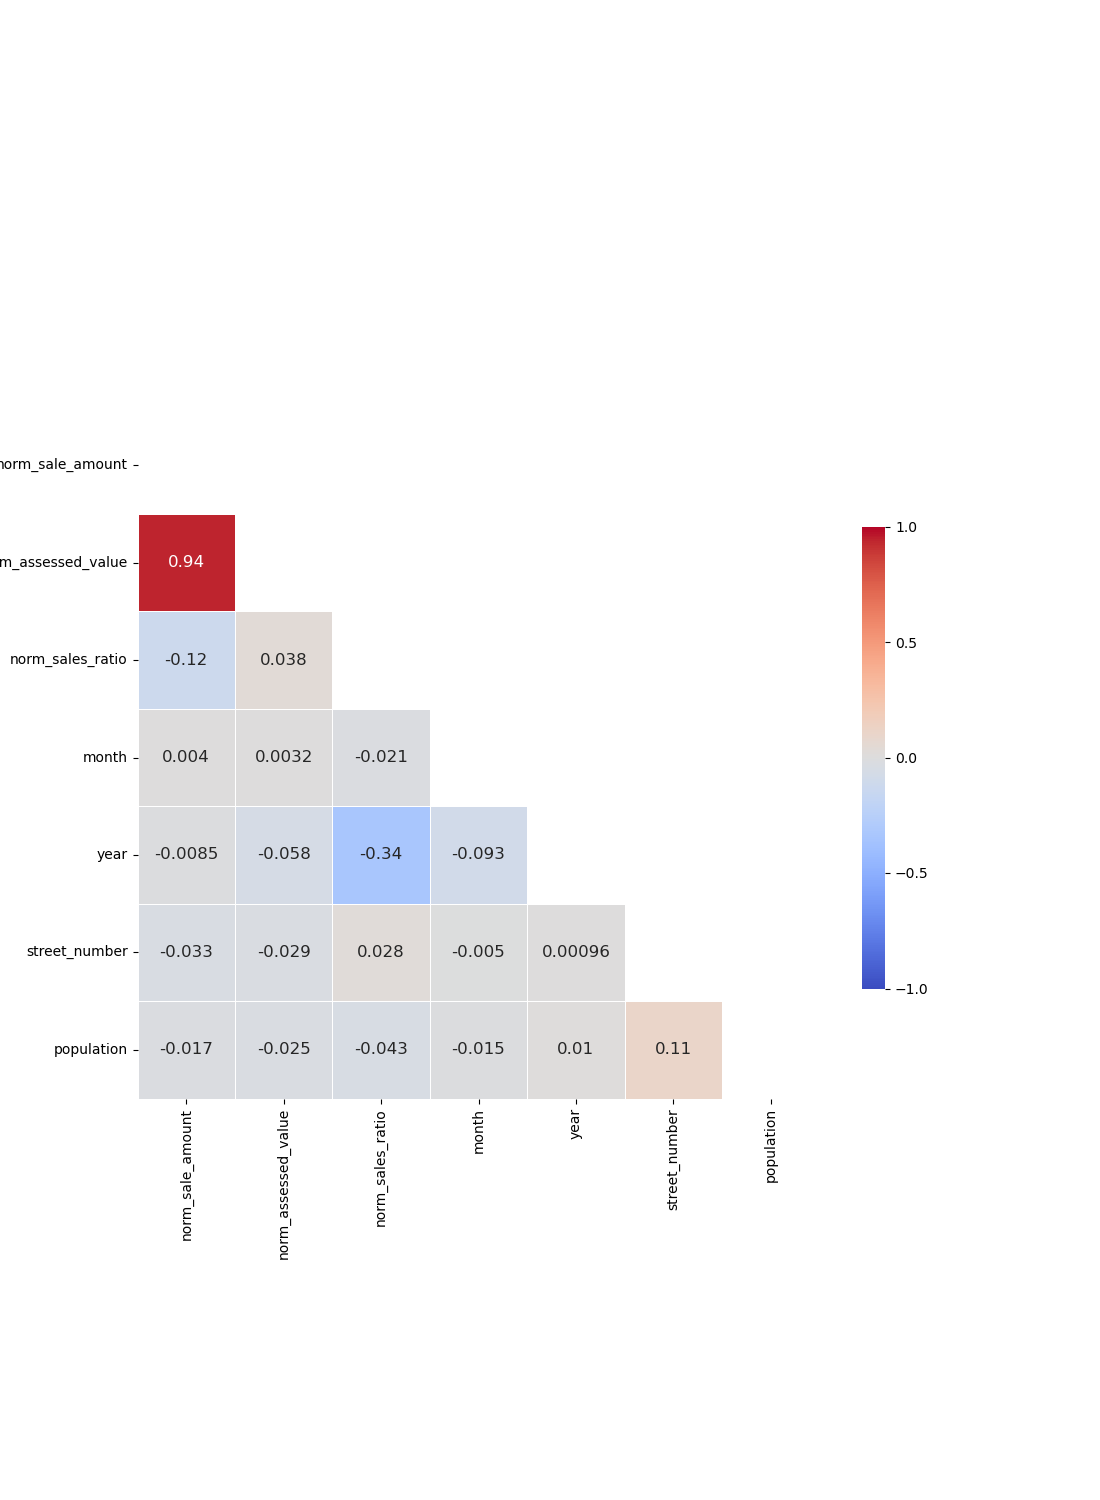 norm_sale_amount
m_assessed_value
0.94
1.0
norm_sales_ratio
-0.12 0.038
0.5
month
0.004 0.0032 -0.021
0.0
year
-0.0085 -0.058 -0.34 -0.093
−0.5
street_number
-0.033 -0.029 0.028 -0.005 0.00096
−1.0
population
-0.017 -0.025 -0.043 -0.015 0.01 0.11
norm_sale_amount
norm_assessed_value
norm_sales_ratio
month
year
street_number
population